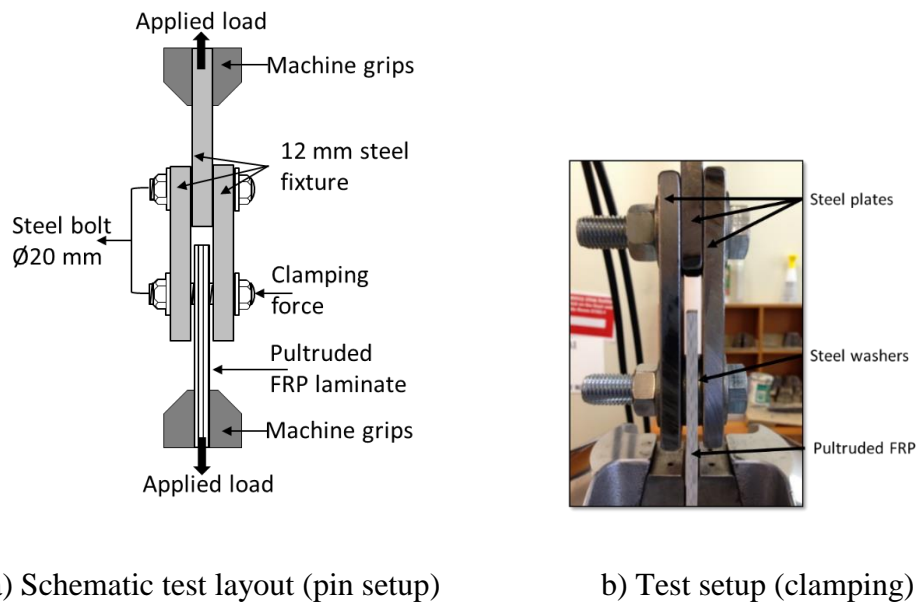 Applied load
Machine grips
12 mm steel
fixture
Steel bolt
Ø20 mm
Clamping
force
Pultruded
FRP laminate
Machine grips
Applied load
Steel plates
Steel washers
Pultruded FRP
) Schematic test layout (pin setup)
b) Test setup (clamping)